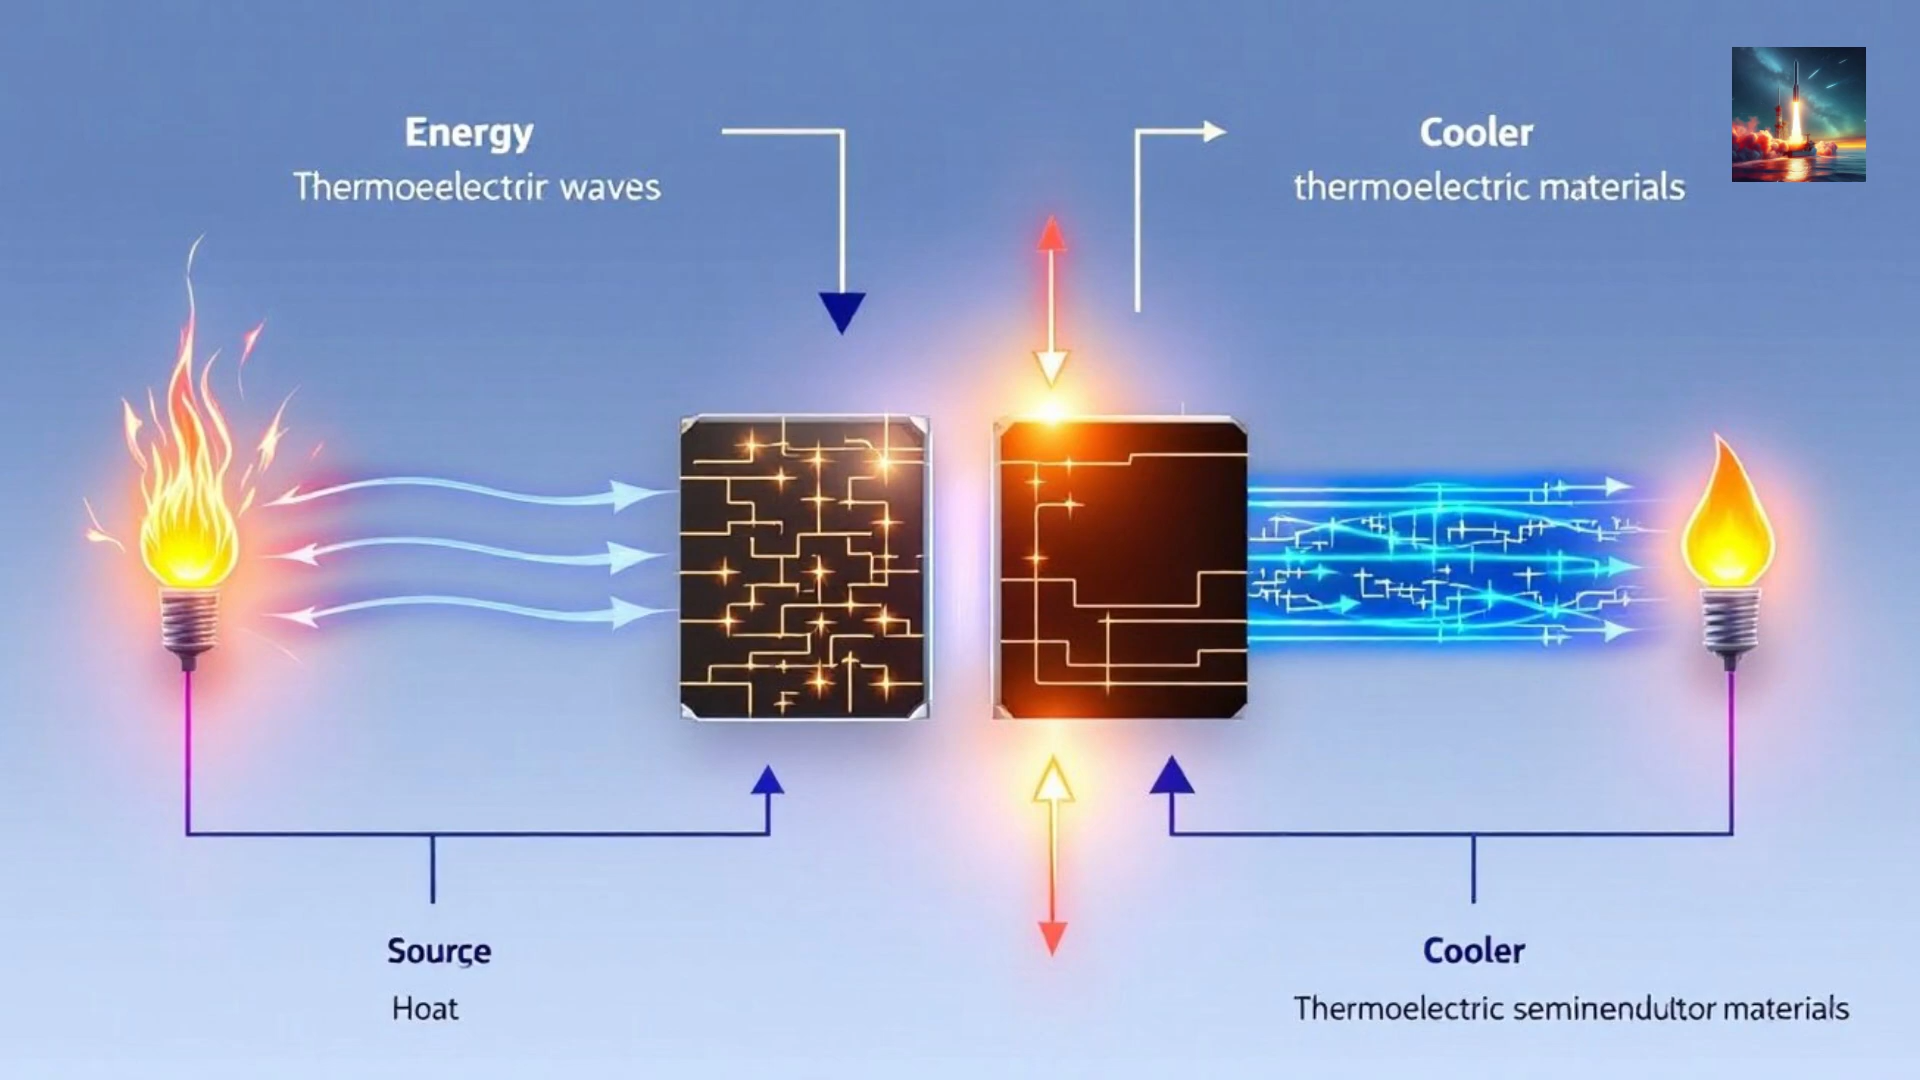 Energy
Thermoeelectrir waves
Cooler
thermoelectric materials
Source
Hoat
Cooler
Thermoelectric seminendultor materials